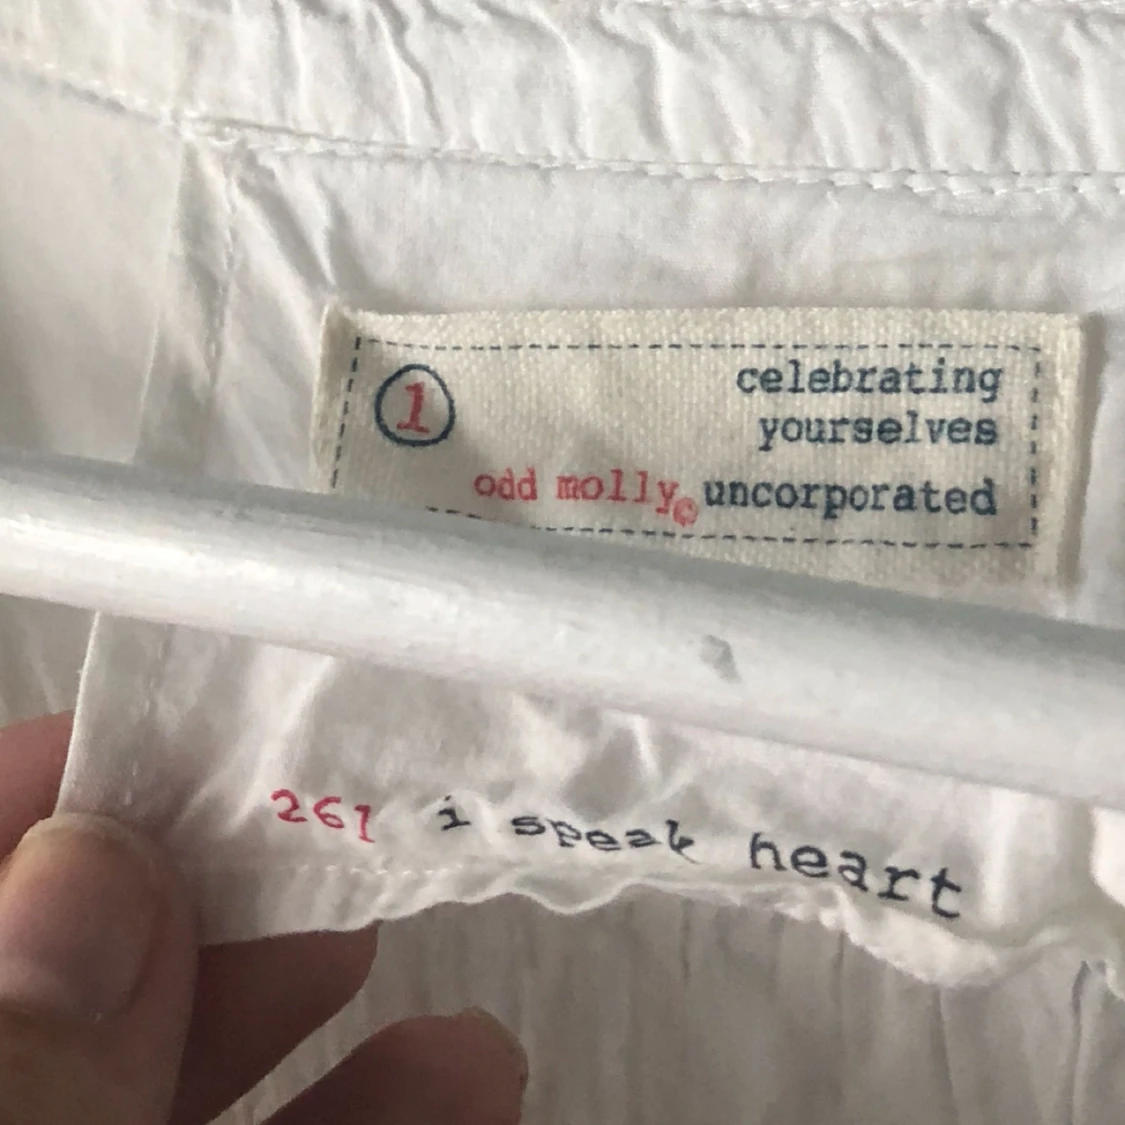 1
celebrating
yourselves
odd molly© uncorporated
261 i speak heart